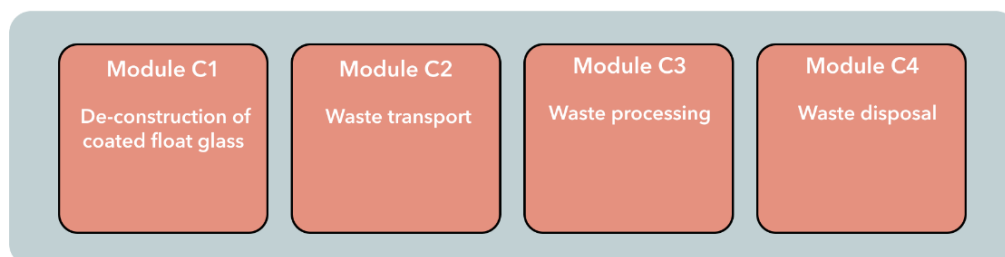 Module C1
De-construction of
coated float glass
Module C2
Waste transport
Module C3
Waste processing
Module C4
Waste disposal